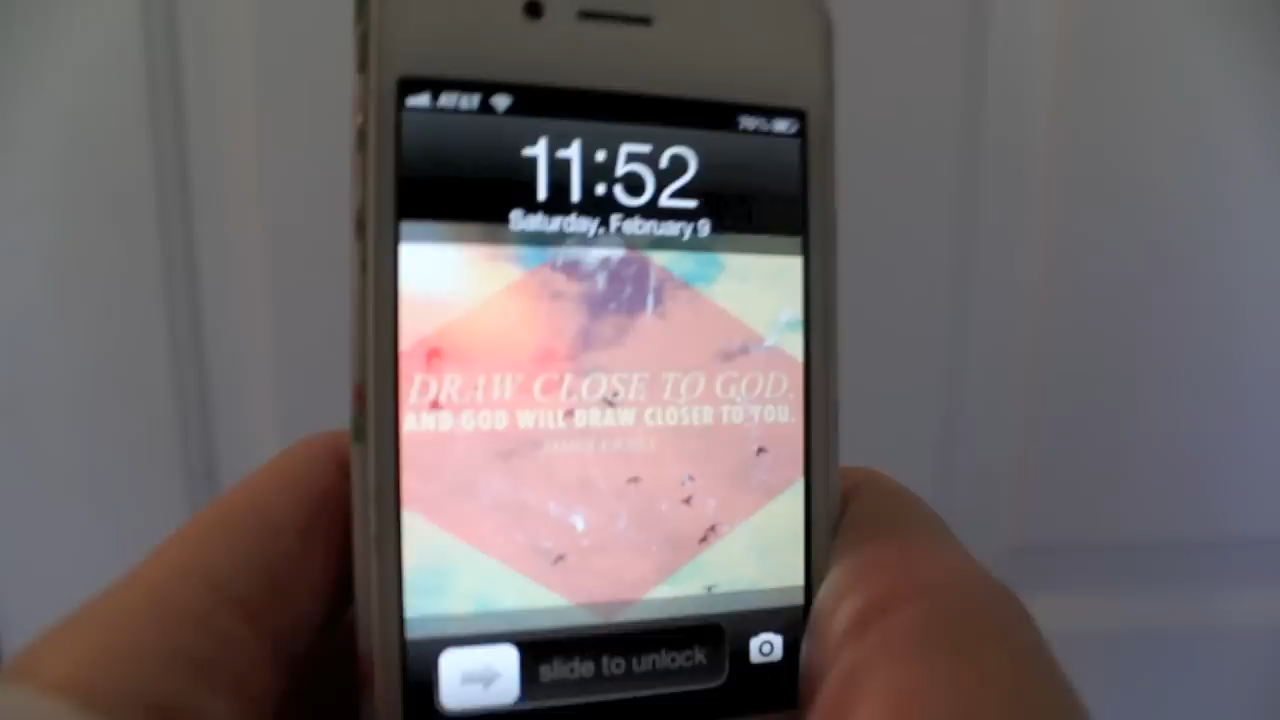 AT&T
11:52
Saturday, February 9
DRAW CLOSE TO GOD,
AND GOD WILL DRAW CLOSER TO YOU.
slide to unlock